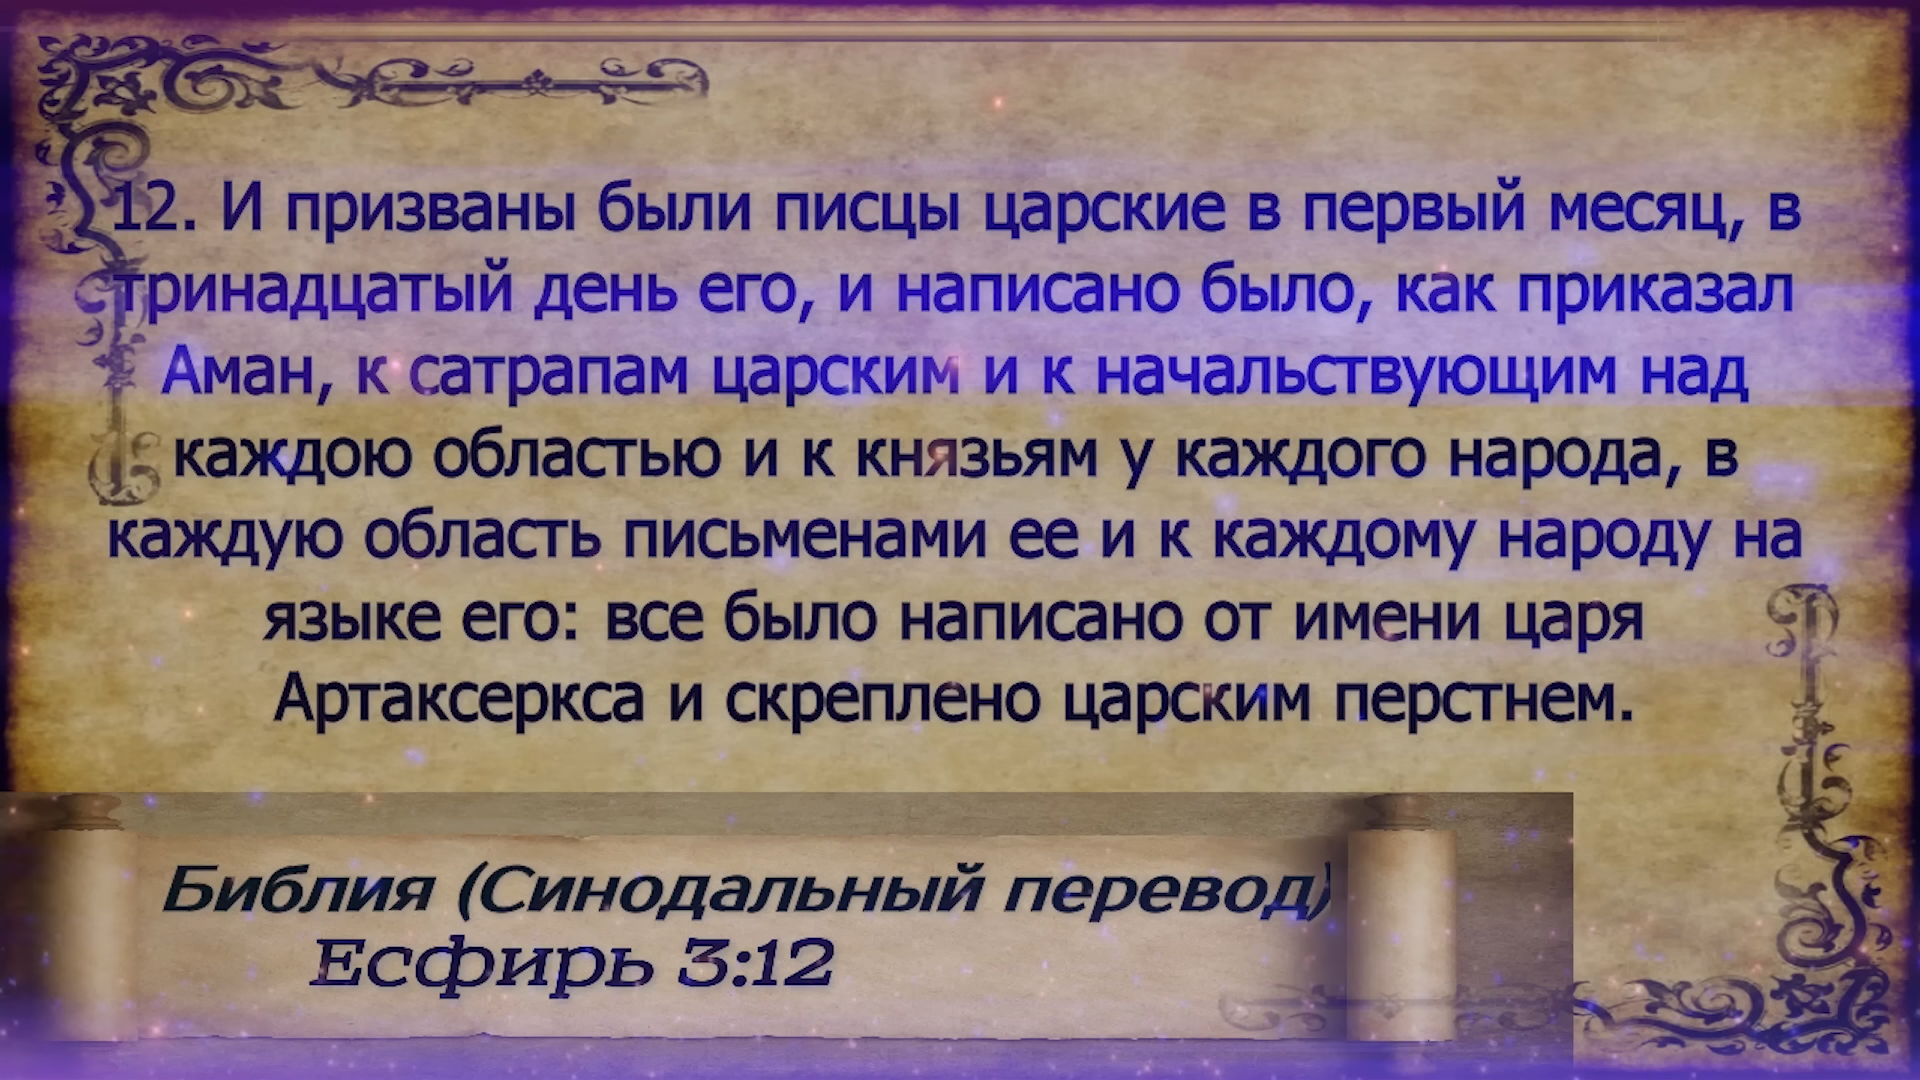 12. И призваны были писцы царские в первый месяц, в
тринадцатый день его, и написано было, как приказал
Аман, к сатрапам царским и к начальствующим над
каждою областью и к князьям у каждого народа, в
каждую область письменами ее и к каждому народу на
языке его: все было написано от имени царя
Артаксеркса и скреплено царским перстнем.
Библия (Синодальный перевод)
Есфирь 3:12